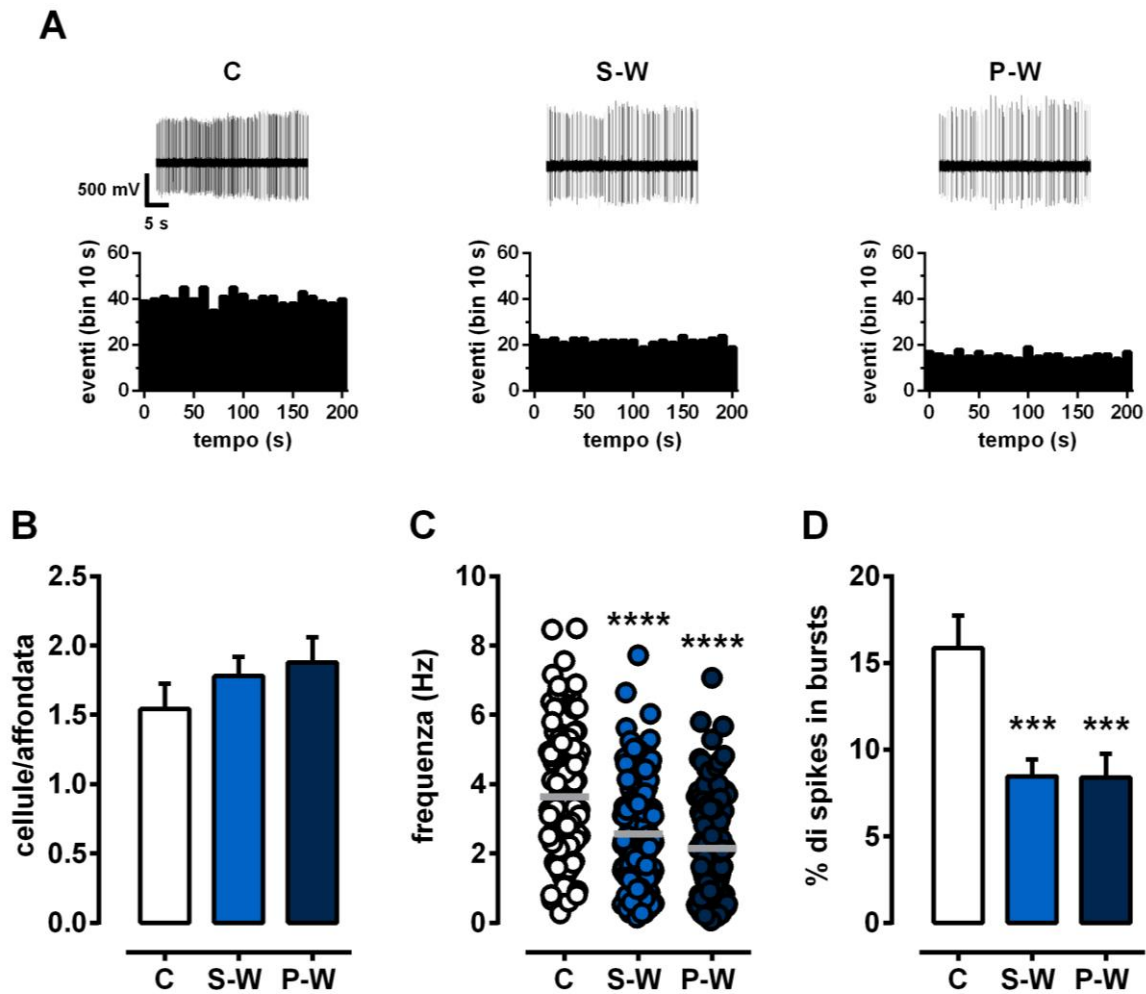 A
C
S-W
P-W
500 mV
5 s
eventi (bin 10 s)
60
40
20
0
0 50 100 150 200
tempo (s)
eventi (bin 10 s)
60
40
20
0
0 50 100 150 200
tempo (s)
eventi (bin 10 s)
60
40
20
0
0 50 100 150 200
tempo (s)
B
cellule/affondata
2.5
2.0
1.5
1.0
0.5
0.0
C S-W P-W
C
frequenza (Hz)
10
8
6
4
2
0
****
****
C S-W P-W
D
% di spikes in bursts
20
15
10
5
0
*** ***
C S-W P-W